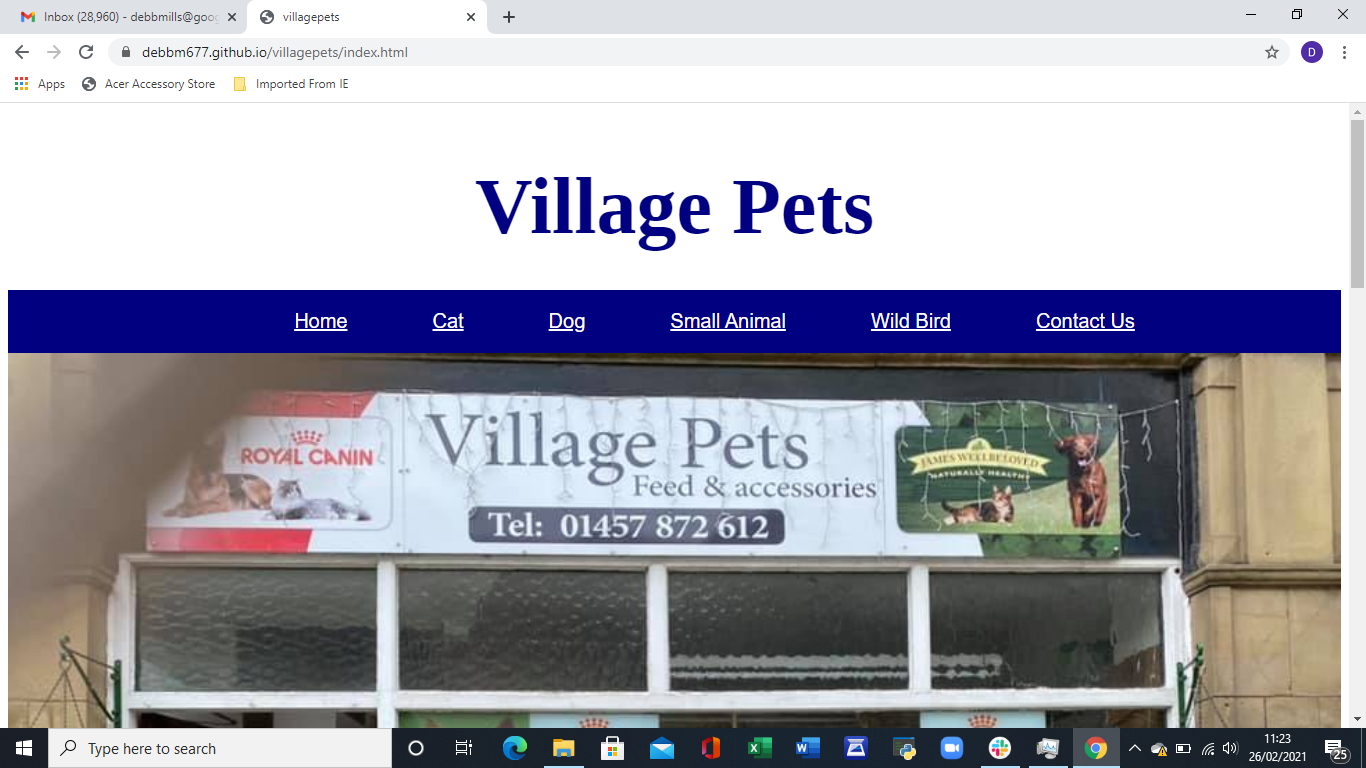 Inbox (28,960) - debbmills@goog
villagepets
debbm677.github.io/villagepets/index.html
D
Apps
Acer Accessory Store
Imported From IE
Village Pets
Home Cat Dog Small Animal Wild Bird Contact Us
ROYAL CANIN
Village Pets
Feed & accessories
Tel: 01457 872 612
JAMES WELLBELOVED
NATURALLY HEALTHY
Type here to search
11:23
26/02/2021
25